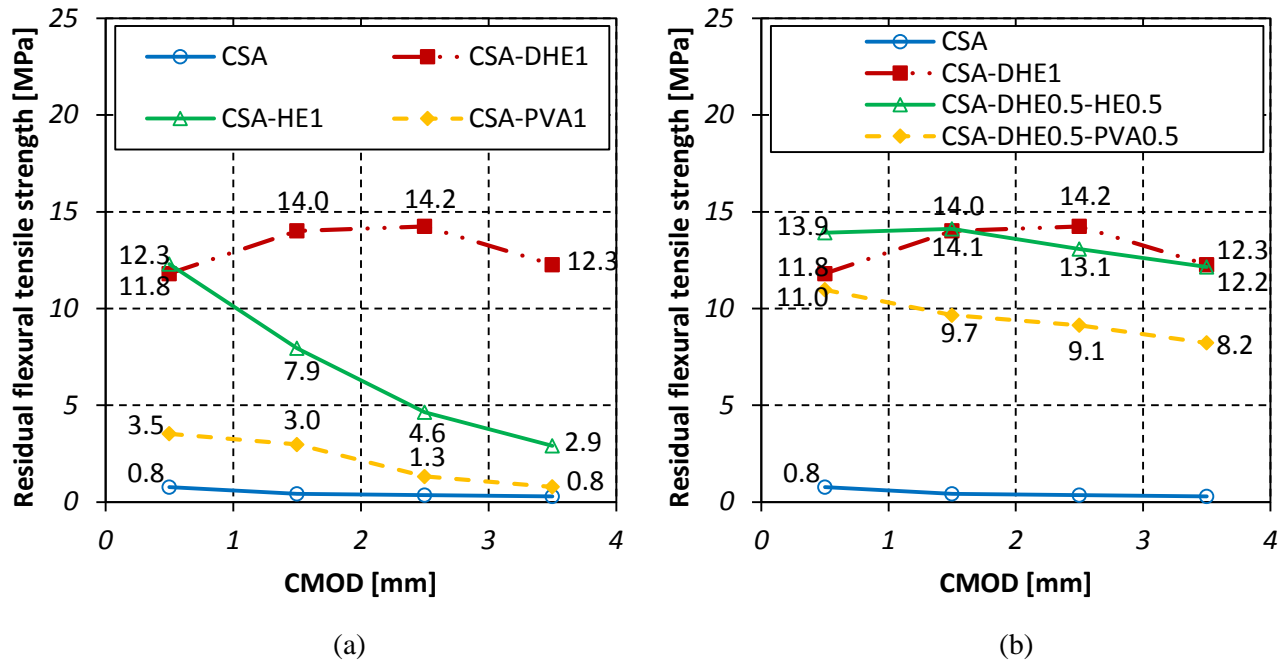 Residual flexural tensile strength [MPa]
25
20
15
10
5
0
CSA
CSA-DHE1
CSA-HE1
CSA-PVA1
14.0
14.2
12.3
11.8
12.3
7.9
4.6
2.9
3.5
3.0
1.3
0.8
0.8
0 1 2 3 4
CMOD [mm]
(a)
Residual flexural tensile strength [MPa]
25
20
15
10
5
0
CSA
CSA-DHE1
CSA-DHE0.5-HE0.5
CSA-DHE0.5-PVA0.5
13.9
14.0
14.2
12.3
11.8
14.1
13.1
12.2
11.0
9.7
9.1
8.2
0.8
0 1 2 3 4
CMOD [mm]
(b)